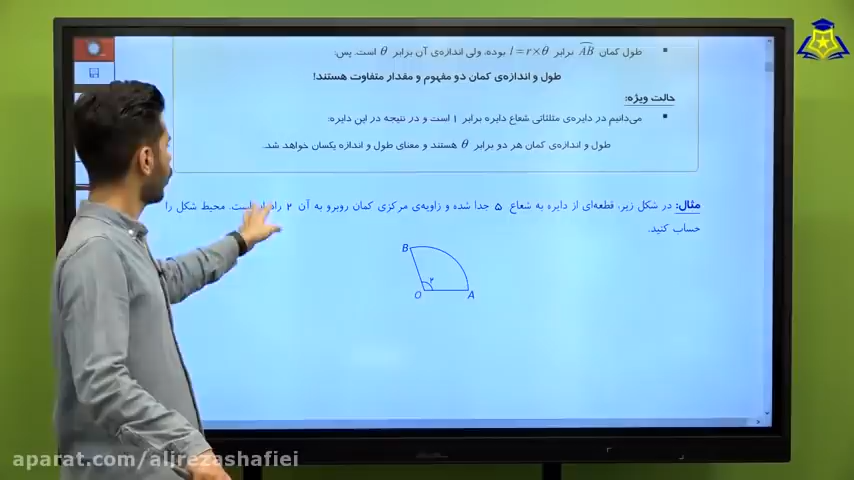 طول کمان AB برابر l = r×θ بوده، ولی اندازه‌ی آن برابر θ است. پس:
طول و اندازه‌ی کمان دو مفهوم و مقدار متفاوت هستند!
حالت ویژه:
می‌دانیم در دایره‌ی مثلثاتی شعاع دایره برابر ۱ است و در نتیجه در این دایره:
طول و اندازه‌ی کمان هر دو برابر θ هستند و معنای طول و اندازه یکسان خواهد شد.
مثال: در شکل زیر، قطعه‌ای از دایره به شعاع ۵ جدا شده و زاویه‌ی مرکزی کمان روبرو به آن ۲ است. محیط شکل را
حساب کنید.
B
۲
O A
aparat.com/alirezashafiei